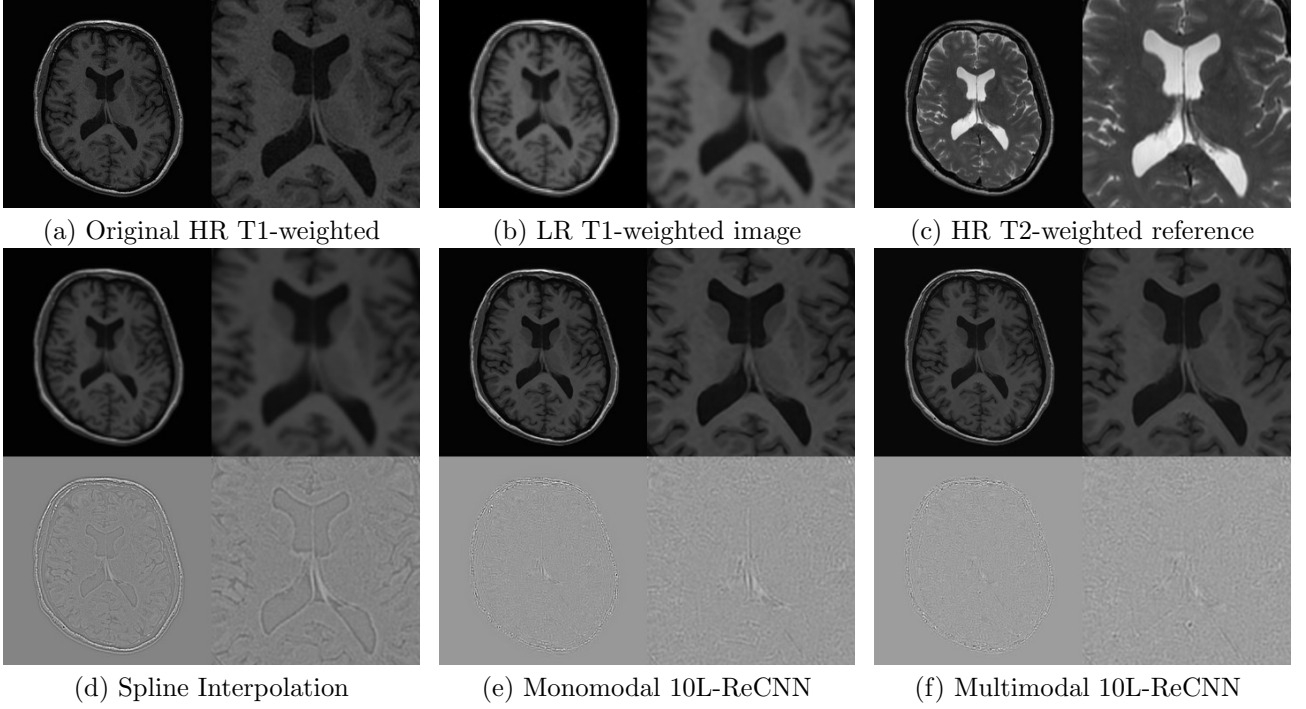 (a) Original HR T1-weighted
(b) LR T1-weighted image
(c) HR T2-weighted reference
(d) Spline Interpolation
(e) Monomodal 10L-ReCNN
(f) Multimodal 10L-ReCNN